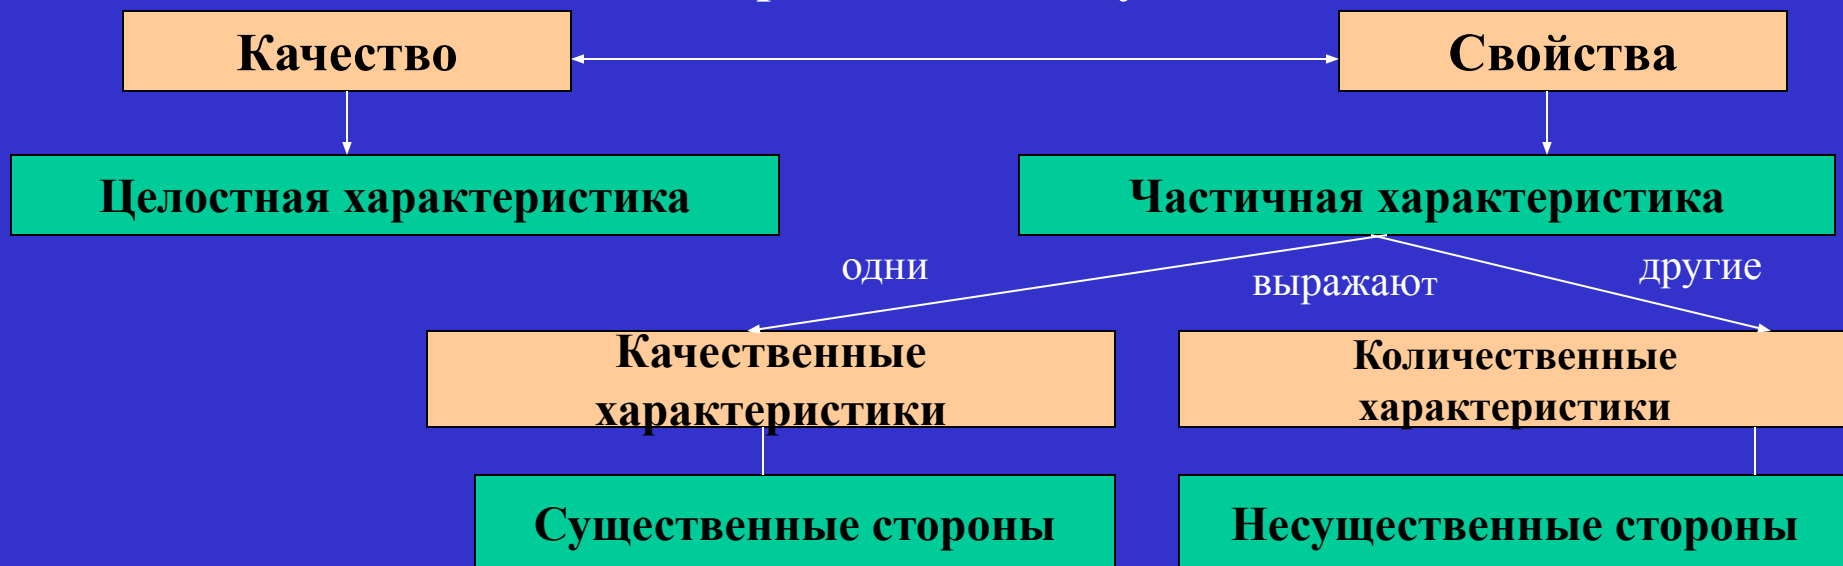 Качество
Свойства
Целостная характеристика
Частичная характеристика
одни
выражают
другие
Качественные
характеристики
Количественные
характеристики
Существенные стороны
Несущественные стороны